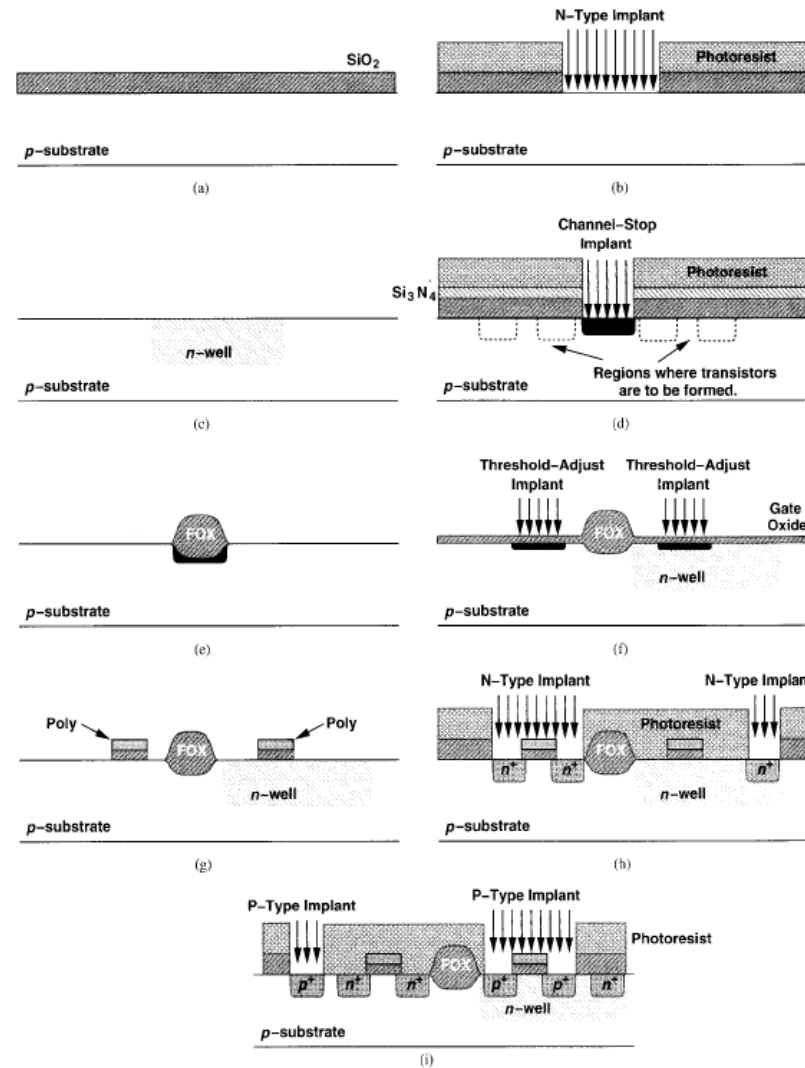 SiO2
p-substrate
(a)
N-Type Implant
Photoresist
p-substrate
(b)
n-well
p-substrate
(c)
Channel-Stop
Implant
Photoresist
Si3N4
Regions where transistors
are to be formed.
p-substrate
(d)
FOX
p-substrate
(e)
Threshold-Adjust
Implant
Threshold-Adjust
Implant
Gate
Oxide
FOX
n-well
p-substrate
(f)
Poly
Poly
FOX
n-well
p-substrate
(g)
N-Type Implant
N-Type Implan
Photoresist
FOX
n+
n+
n+
n-well
p-substrate
(h)
P-Type Implant
P-Type Implant
Photoresist
FOX
p+
n+
n+
p+
p+
n+
n-well
p-substrate
(i)